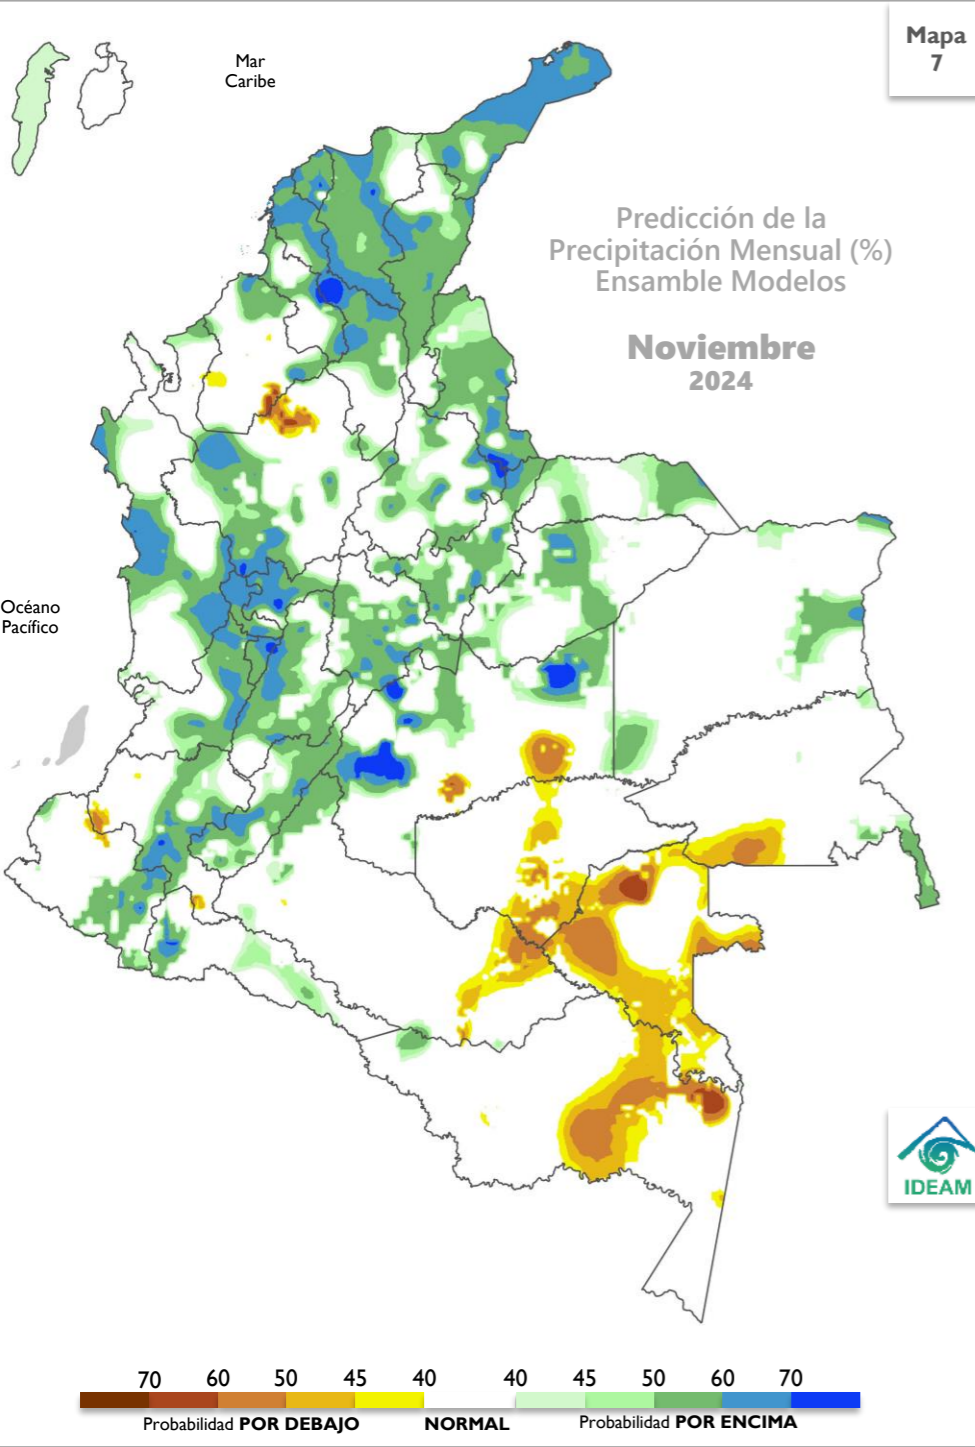 Mapa
7
Mar
Caribe
Predicción de la
Precipitación Mensual (%)
Ensamble Modelos
Noviembre
2024
Océano
Pacífico
IDEAM
70 60 50 45 40 40 45 50 60 70
Probabilidad POR DEBAJO NORMAL Probabilidad POR ENCIMA